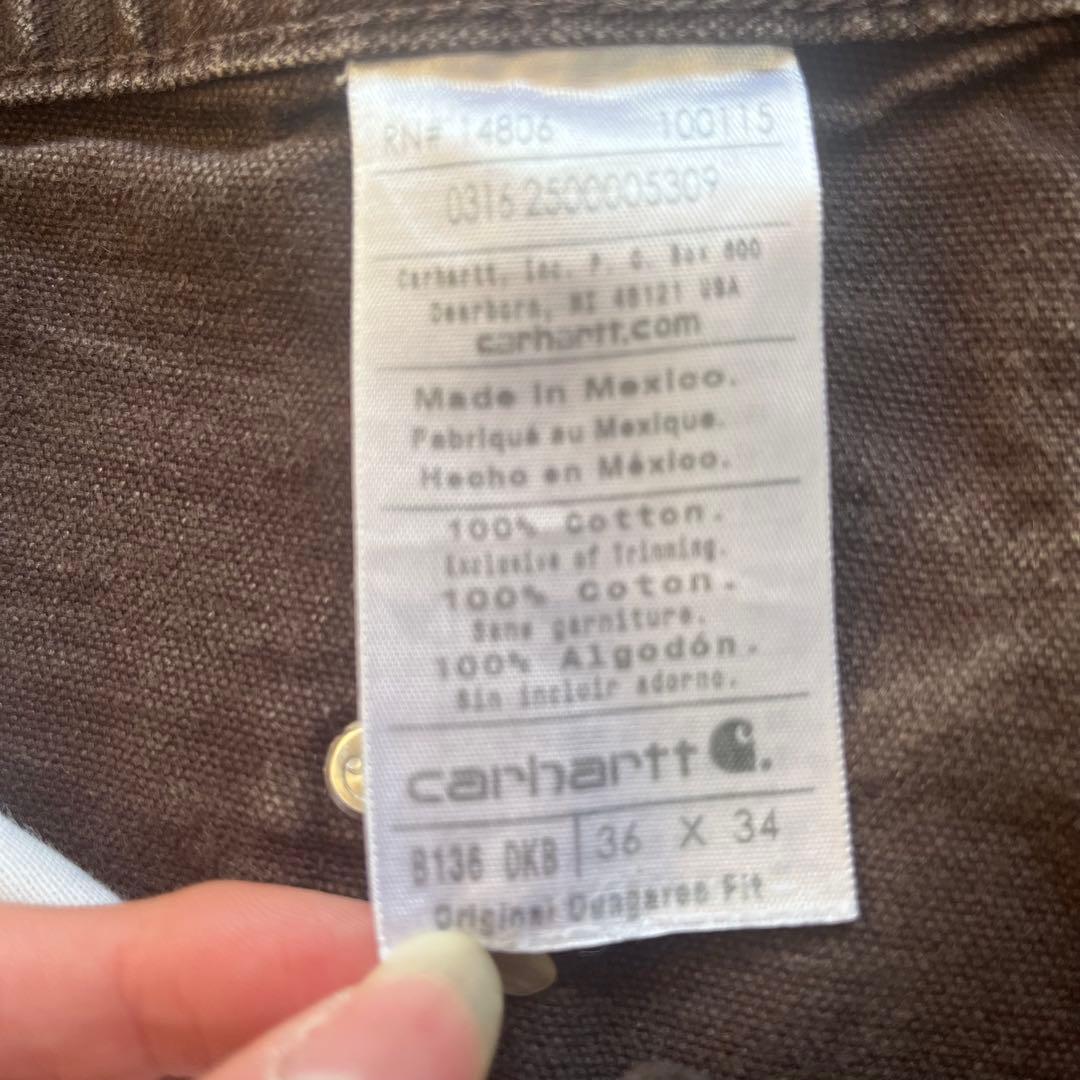 RN# 14806 100115
0316 2500005309
Carhartt, Inc. P. O. Box 600
Dearborn, MI 48121 USA
carhartt.com
Made in Mexico.
Fabriqué au Mexique.
Hecho en México.
100% Cotton.
Exclusive of Trimming.
100% Coton.
Sans garniture.
100% Algodón.
Sin incluir adorno.
carhartt
B136 DKB 36 X 34
Original Dungaree Fit